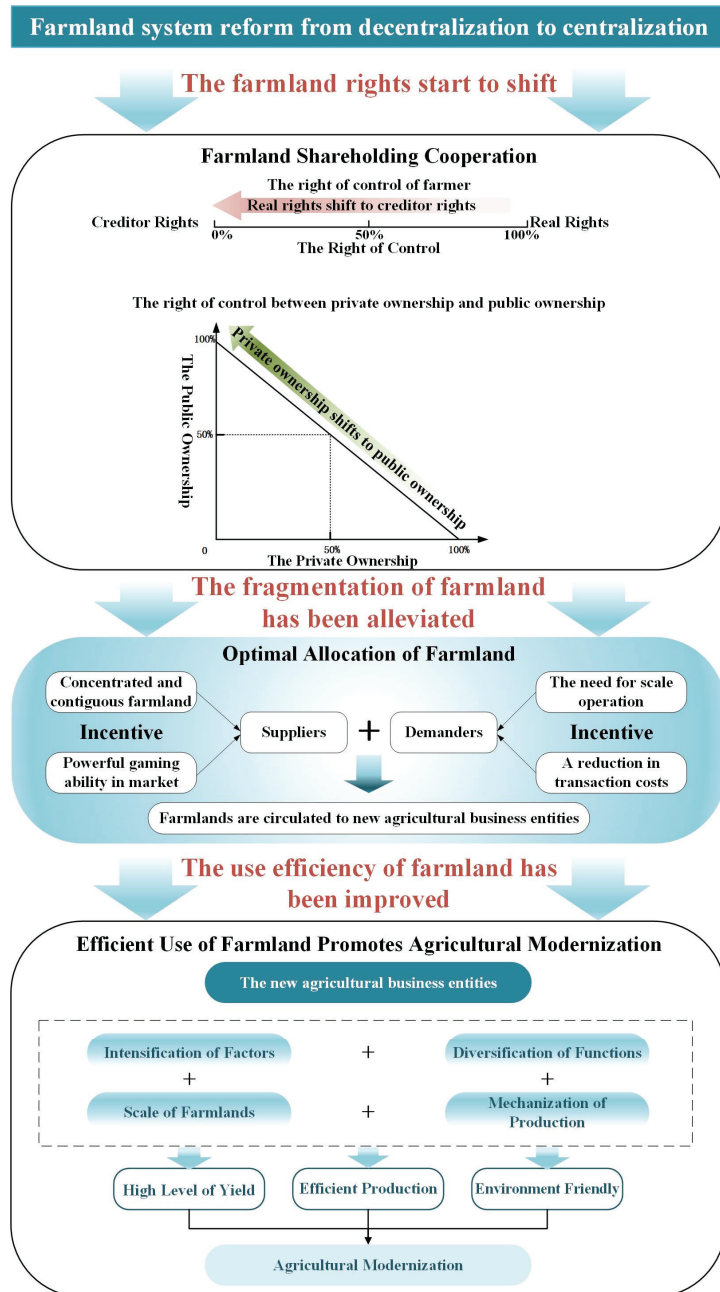 Farmland system reform from decentralization to centralization
The farmland rights start to shift
Farmland Shareholding Cooperation
The right of control of farmer
Real rights shift to creditor rights
Creditor Rights
Real Rights
0%
50%
100%
The Right of Control
The right of control between private ownership and public ownership
100%
Private ownership shifts to public ownership
The Public Ownership
50%
0
50%
100%
The Private Ownership
The fragmentation of farmland
has been alleviated
Optimal Allocation of Farmland
Concentrated and
contiguous farmland
The need for scale
operation
Incentive
Suppliers
+
Demanders
Incentive
Powerful gaming
ability in market
A reduction in
transaction costs
Farmlands are circulated to new agricultural business entities
The use efficiency of farmland has
been improved
Efficient Use of Farmland Promotes Agricultural Modernization
The new agricultural business entities
Intensification of Factors
+
Diversification of Functions
+
+
Scale of Farmlands
+
Mechanization of
Production
High Level of Yield
Efficient Production
Environment Friendly
Agricultural Modernization